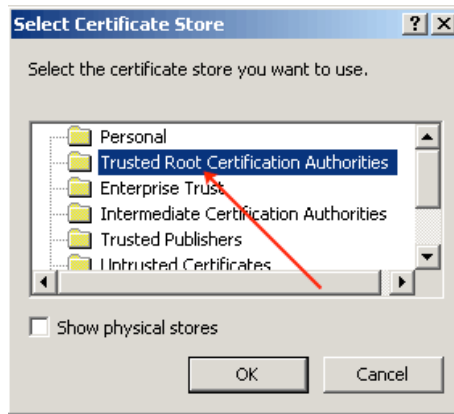 Select Certificate Store
Select the certificate store you want to use.
Personal
Trusted Root Certification Authorities
Enterprise Trust
Intermediate Certification Authorities
Trusted Publishers
Untrusted Certificates
Show physical stores
OK
Cancel